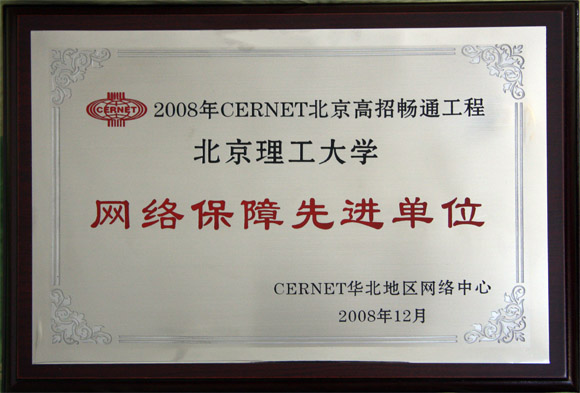 CERNET 2008年CERNET北京高招畅通工程
北京理工大学
网络保障先进单位
CERNET华北地区网络中心
2008年12月